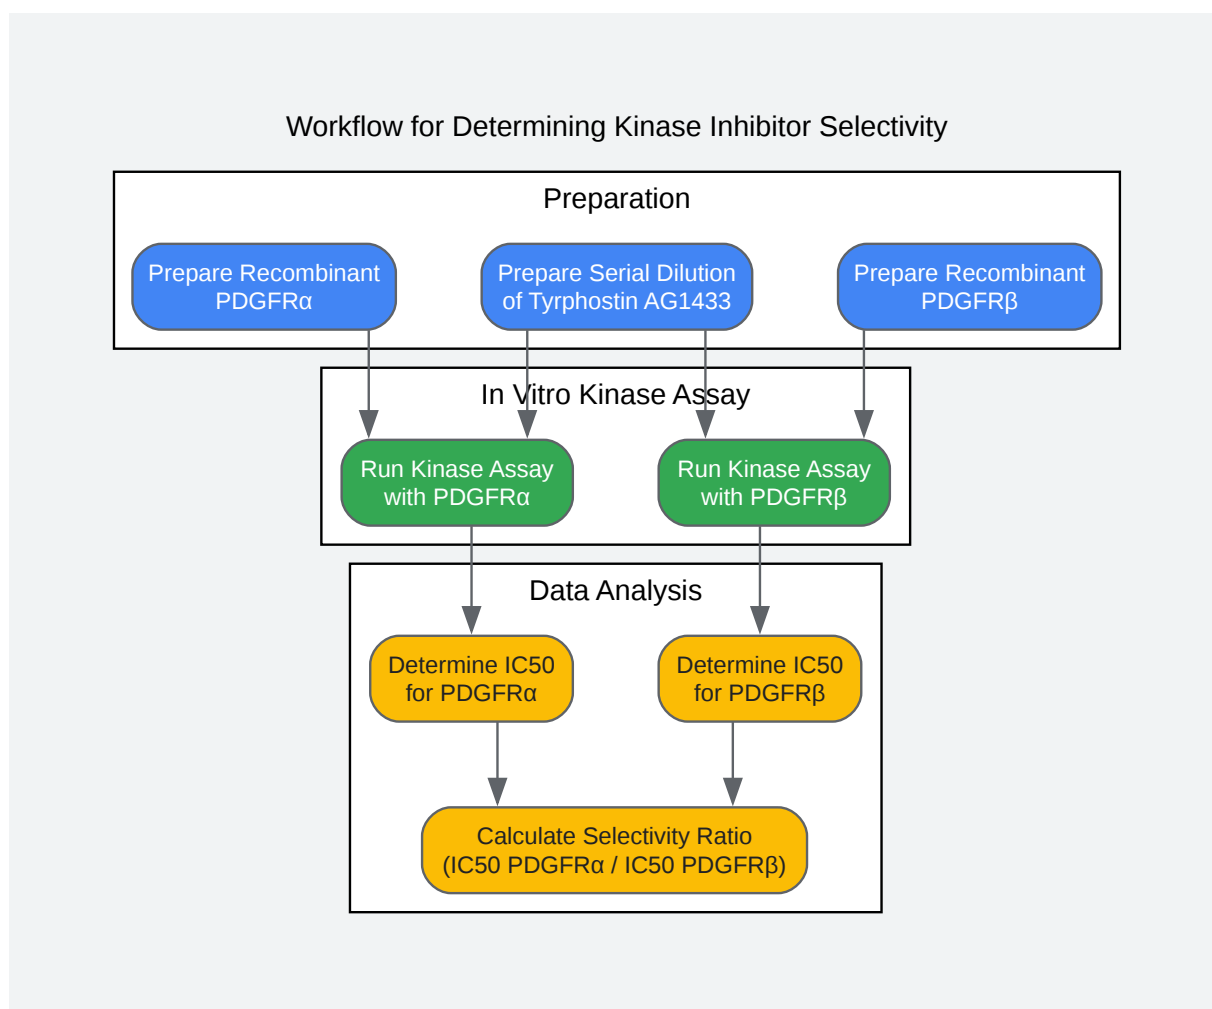 Workflow for Determining Kinase Inhibitor Selectivity
Preparation
Prepare Recombinant
PDGFRα
Prepare Serial Dilution
of Tyrphostin AG1433
Prepare Recombinant
PDGFRβ
In Vitro Kinase Assay
Run Kinase Assay
with PDGFRα
Run Kinase Assay
with PDGFRβ
Data Analysis
Determine IC50
for PDGFRα
Determine IC50
for PDGFRβ
Calculate Selectivity Ratio
(IC50 PDGFRα / IC50 PDGFRβ)